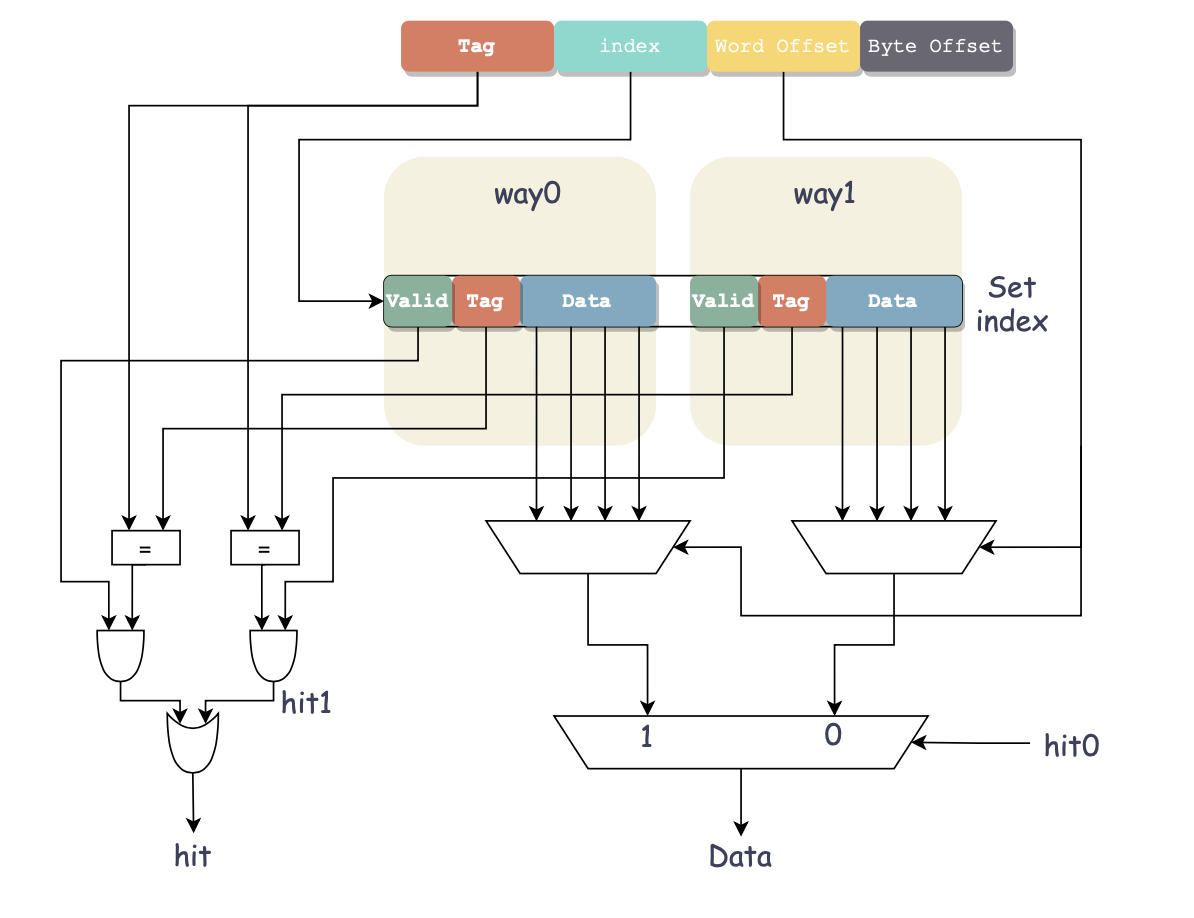 Tag index Word Offset Byte Offset
way0 way1
Valid Tag Data Valid Tag Data
Set
index
= =
hit1
1 0
hit0
hit
Data